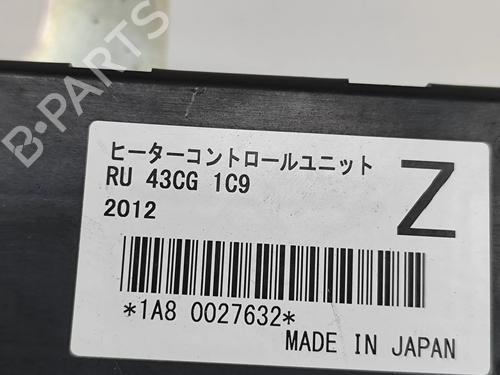 B-PARTS
ヒーターコントロールユニット
RU 43CG 1C9
2012
Z
*1A8 0027632*
MADE IN JAPAN